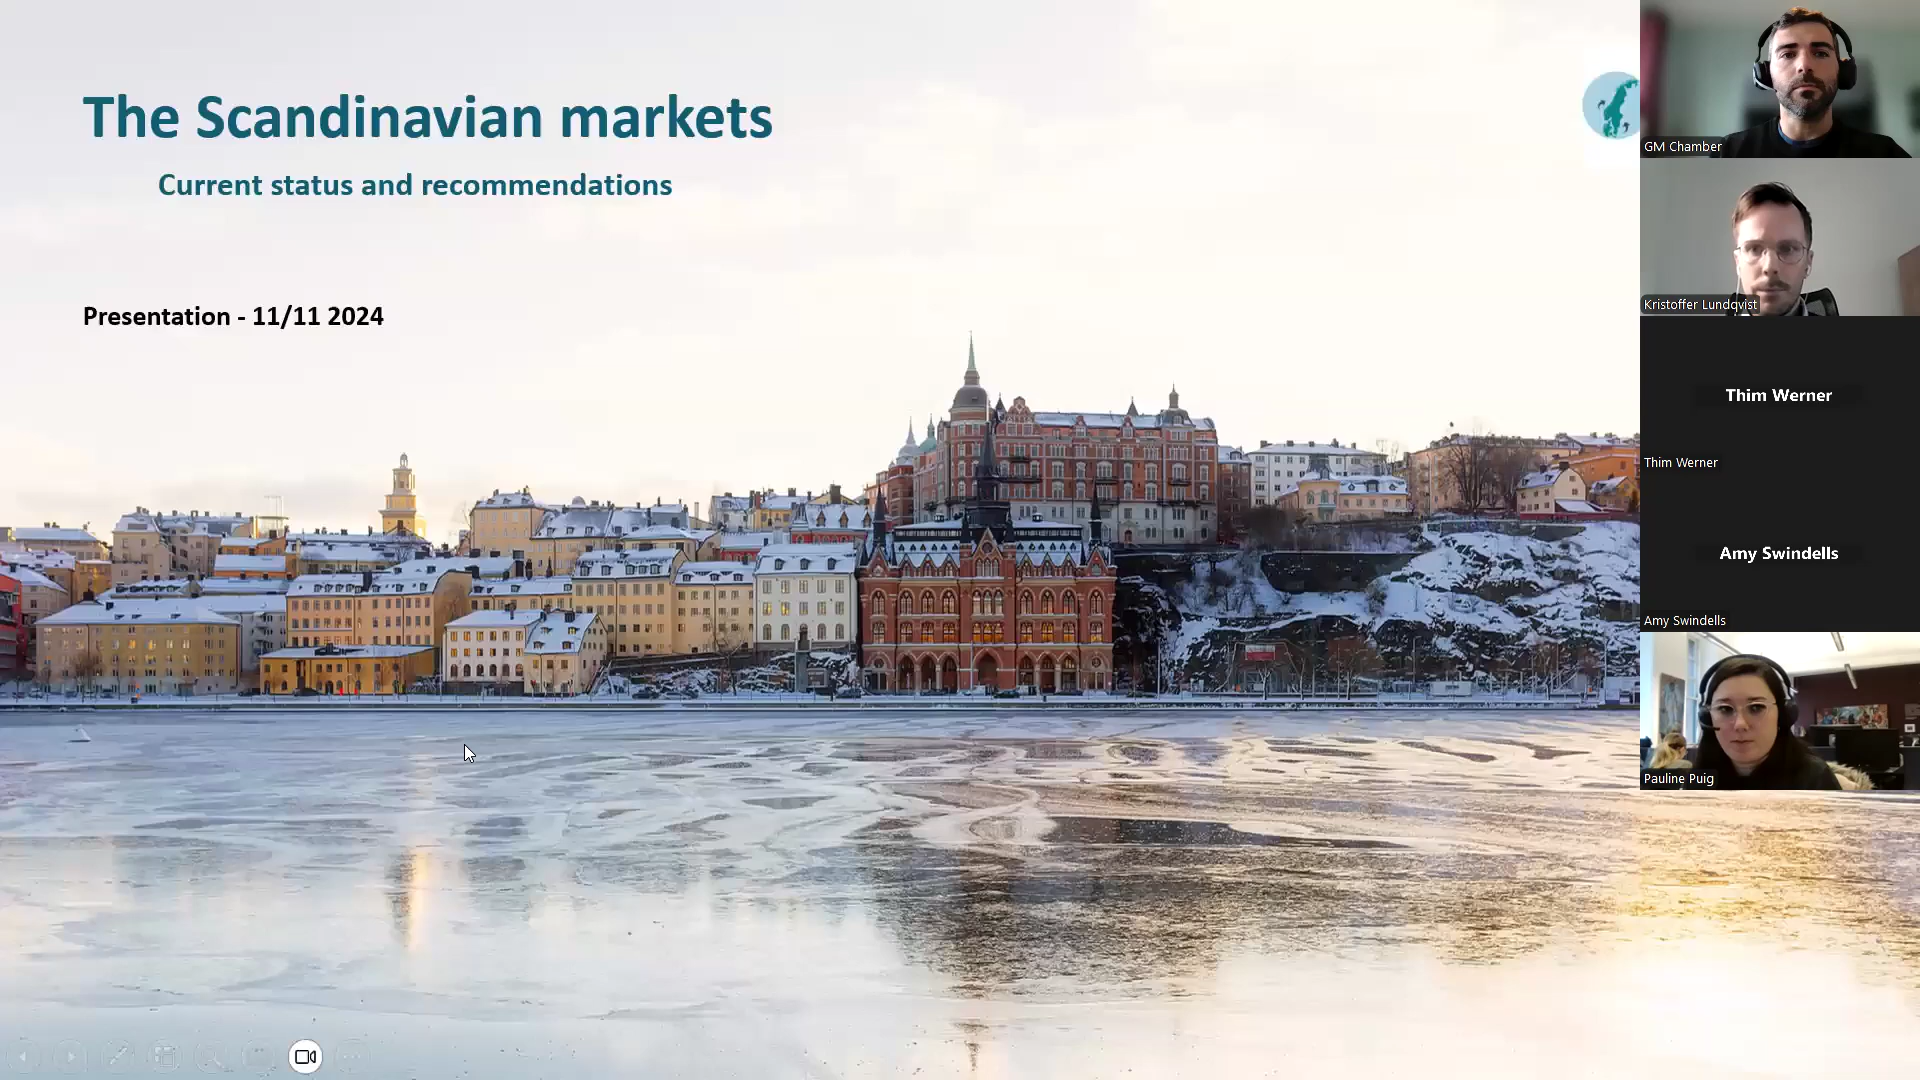 The Scandinavian markets
Current status and recommendations
Presentation - 11/11 2024
GM Chamber
Kristoffer Lundqvist
Thim Werner
Thim Werner
Amy Swindells
Amy Swindells
Pauline Puig